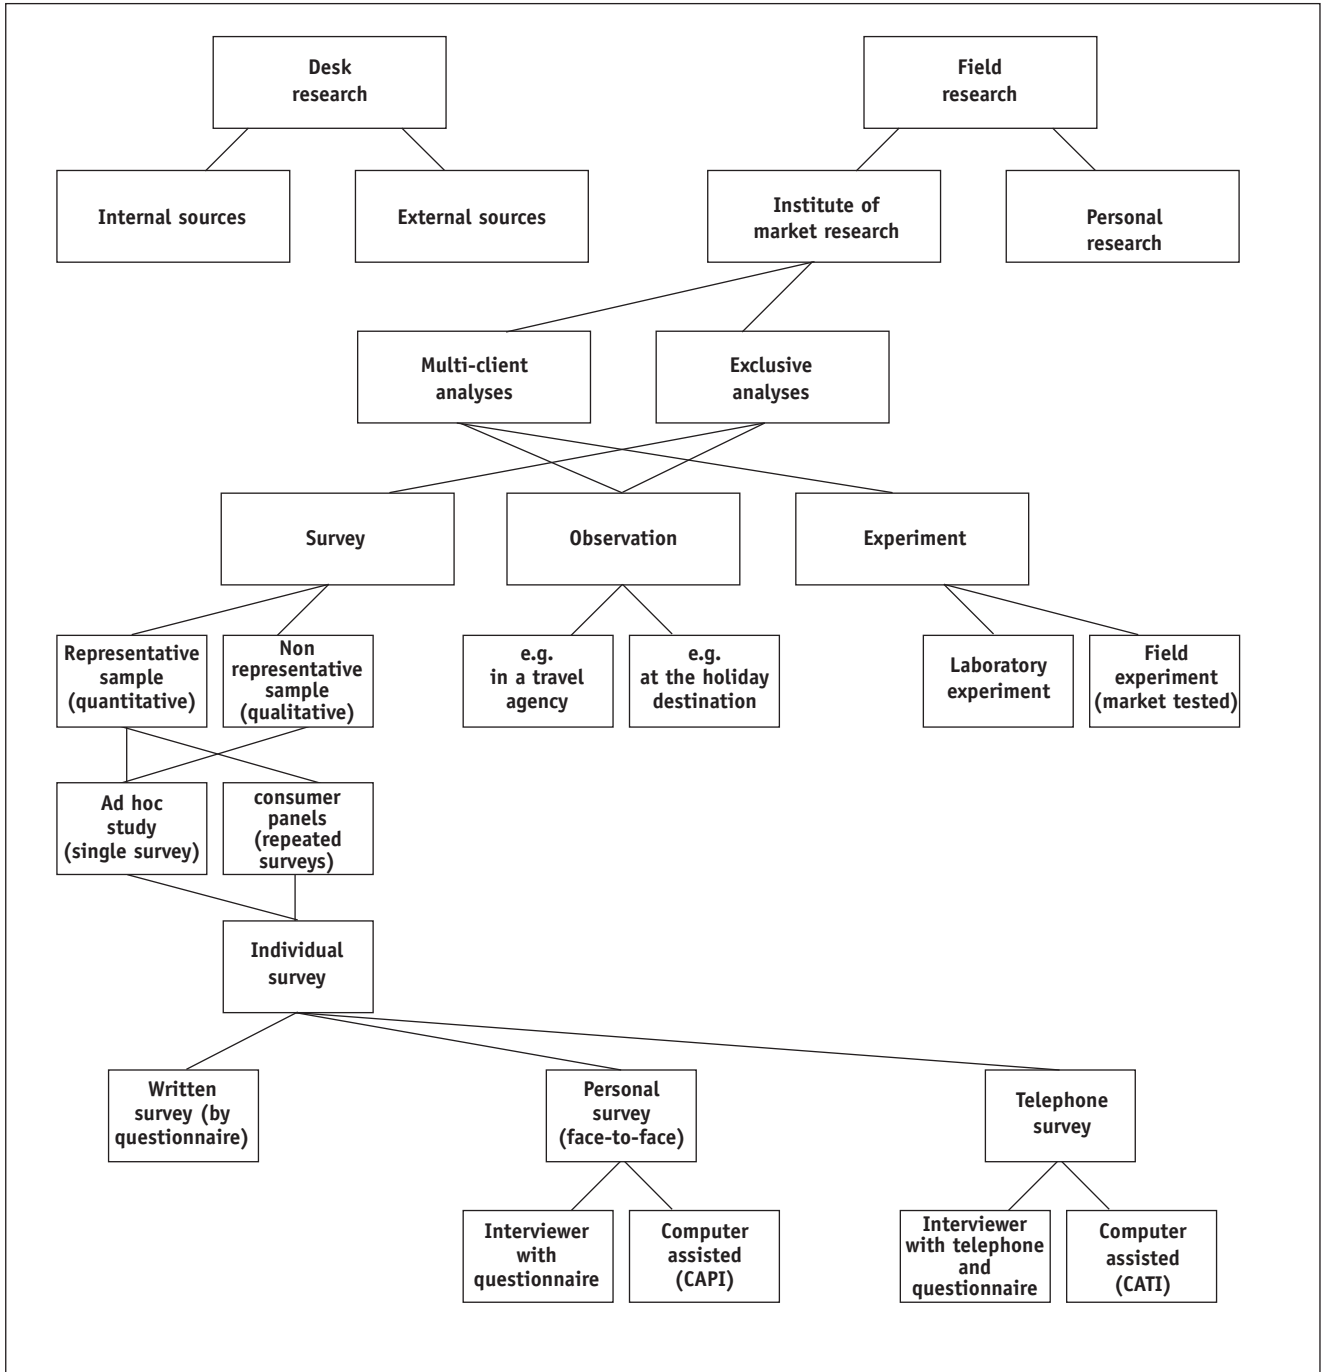 Desk
research
Field
research
Internal sources
External sources
Institute of
market research
Personal
research
Multi-client
analyses
Exclusive
analyses
Survey
Observation
Experiment
Representative
sample
(quantitative)
Non
representative
sample
(qualitative)
e.g.
in a travel
agency
e.g.
at the holiday
destination
Laboratory
experiment
Field
experiment
(market tested)
Ad hoc
study
(single survey)
consumer
panels
(repeated
surveys)
Individual
survey
Written
survey (by
questionnaire)
Personal
survey
(face-to-face)
Telephone
survey
Interviewer
with
questionnaire
Computer
assisted
(CAPI)
Interviewer
with telephone
and
questionnaire
Computer
assisted
(CATI)